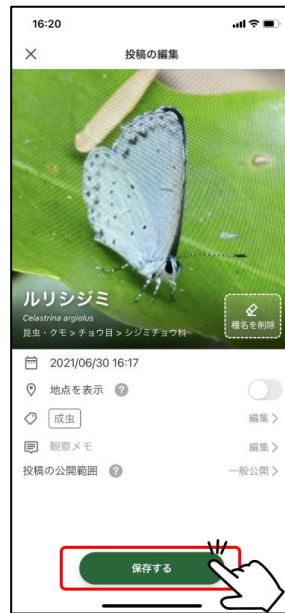 16:20
投稿の編集
ルリシジミ
Celastrina argiolus
昆虫・クモ > チョウ目 > シジミチョウ科
種名を削除
2021/06/30 16:17
地点を表示 ?
成虫
編集 >
観察メモ
編集 >
投稿の公開範囲 ?
一般公開 >
保存する